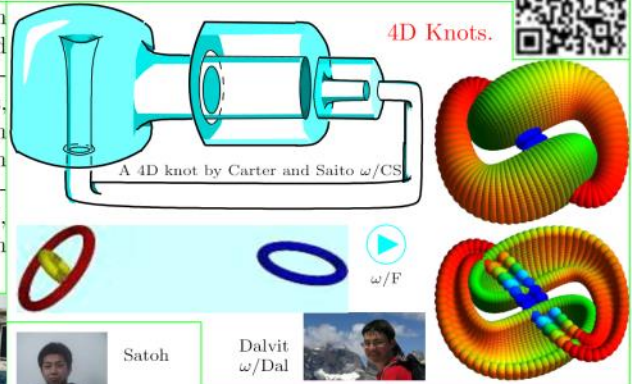 4D Knots.
A 4D knot by Carter and Saito ω/CS
ω/F
Satoh
Dalvit
ω/Dal